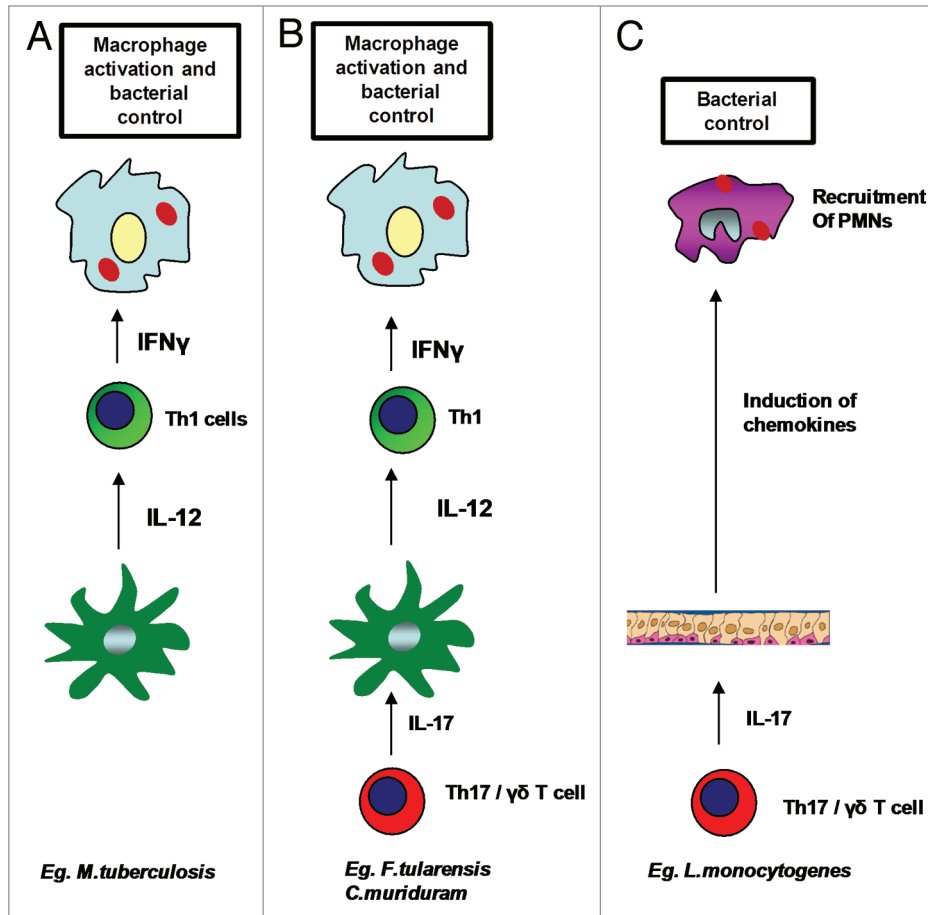 A
Macrophage
activation and
bacterial
control
IFNγ
Th1 cells
IL-12
Eg. M.tuberculosis
B
Macrophage
activation and
bacterial
control
IFNγ
Th1
IL-12
IL-17
Th17 / γδ T cell
Eg. F.tularensis
C.muriduram
C
Bacterial
control
Recruitment
Of PMNs
Induction of
chemokines
IL-17
Th17 / γδ T cell
Eg. L.monocytogenes